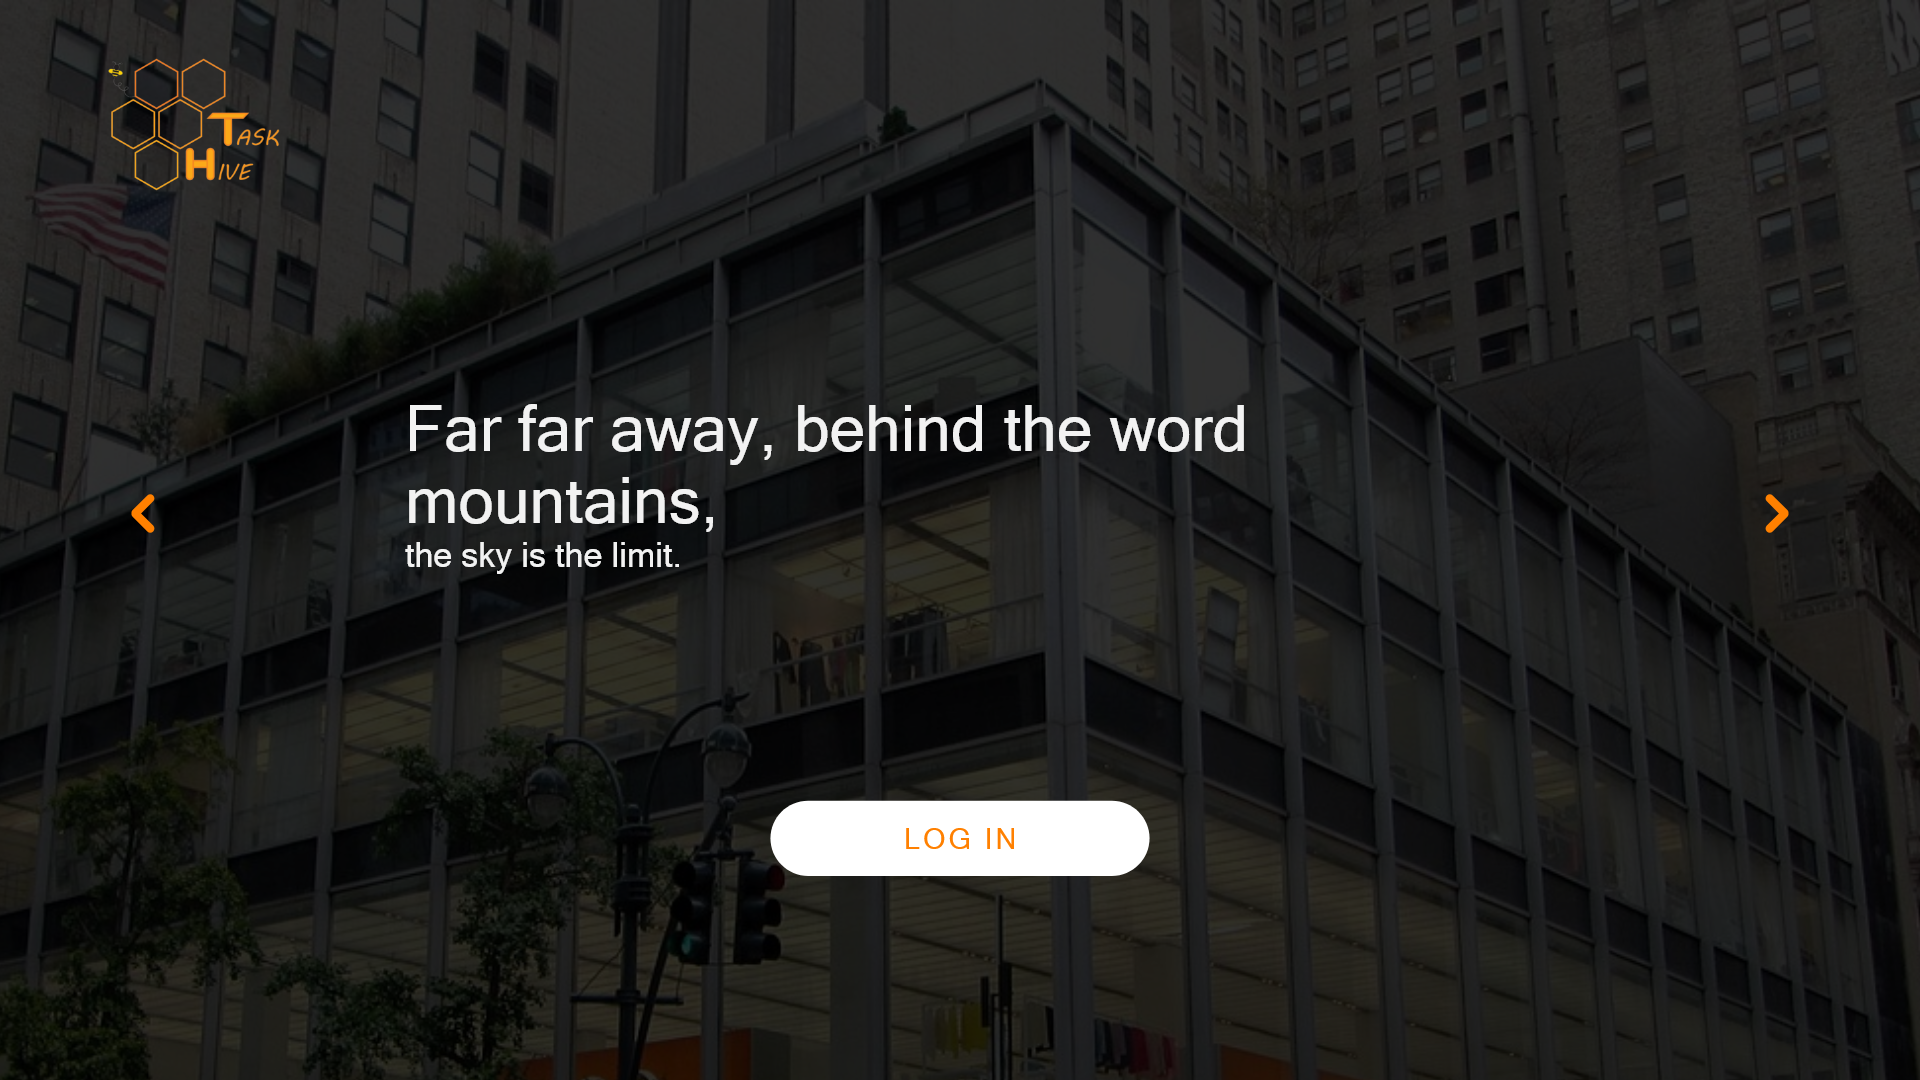 Task
Hive
Far far away, behind the word
mountains,
the sky is the limit.
LOG IN